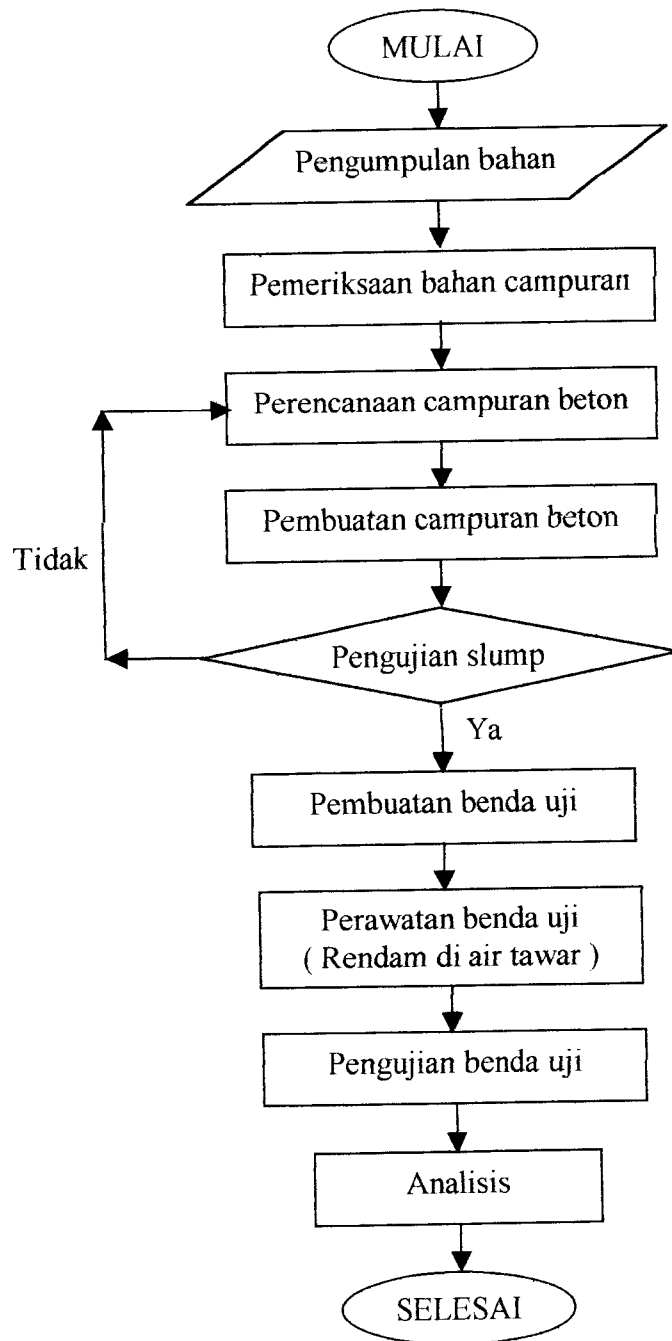 MULAI
Pengumpulan bahan
Pemeriksaan bahan campuran
Perencanaan campuran beton
Pembuatan campuran beton
Tidak
Pengujian slump
Ya
Pembuatan benda uji
Perawatan benda uji
( Rendam di air tawar )
Pengujian benda uji
Analisis
SELESAI